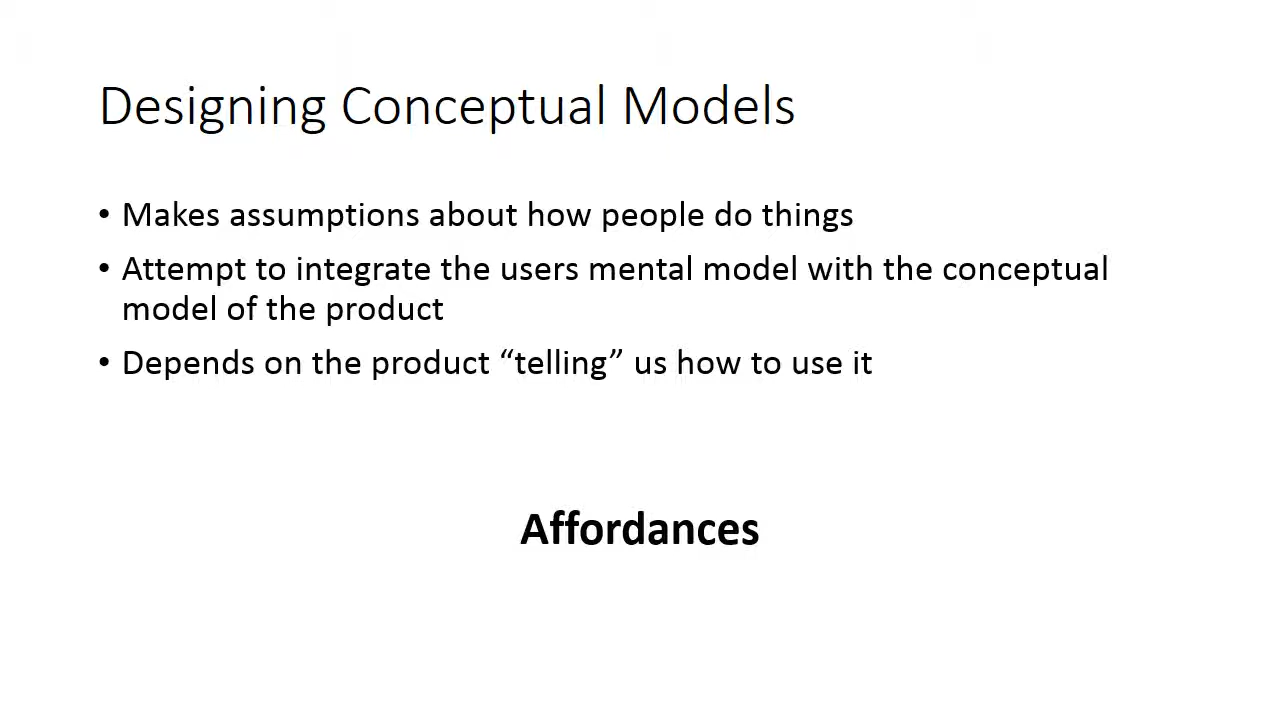 Designing Conceptual Models
• Makes assumptions about how people do things
• Attempt to integrate the users mental model with the conceptual
model of the product
• Depends on the product “telling” us how to use it
Affordances